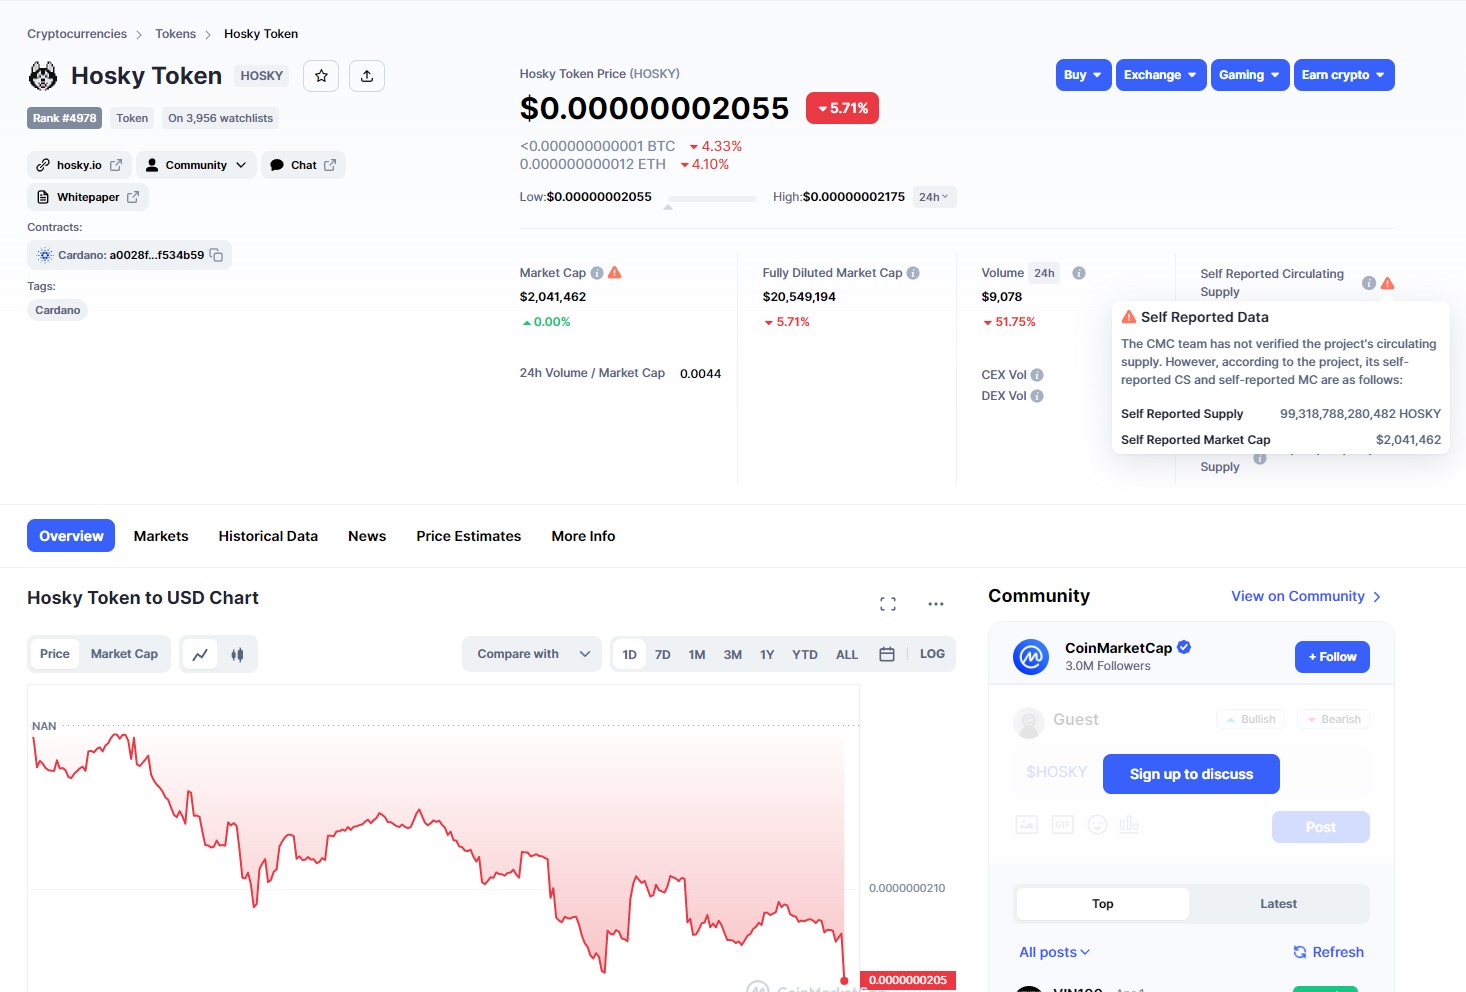 Cryptocurrencies > Tokens > Hosky Token
Hosky Token HOSKY
Rank #4978 Token On 3,956 watchlists
hosky.io Community Chat
Whitepaper
Contracts:
Cardano: a0028f...f534b59
Tags:
Cardano
Hosky Token Price (HOSKY)
$0.00000002055 5.71%
<0.000000000001 BTC 4.33%
0.000000000012 ETH 4.10%
Low:$0.00000002055 High:$0.00000002175 24h
Buy Exchange Gaming Earn crypto
Market Cap
$2,041,462
0.00%
24h Volume / Market Cap 0.0044
Fully Diluted Market Cap
$20,549,194
5.71%
Volume 24h
$9,078
51.75%
CEX Vol
DEX Vol
Self Reported Circulating
Supply
Self Reported Data
The CMC team has not verified the project's circulating
supply. However, according to the project, its self-
reported CS and self-reported MC are as follows:
Self Reported Supply 99,318,788,280,482 HOSKY
Self Reported Market Cap $2,041,462
Supply
Overview Markets Historical Data News Price Estimates More Info
Hosky Token to USD Chart
Price Market Cap
Compare with 1D 7D 1M 3M 1Y YTD ALL LOG
NAN
0.0000000210
0.0000000205
Community View on Community
CoinMarketCap
3.0M Followers
+ Follow
Guest Bullish Bearish
$HOSKY Sign up to discuss
GIF
Post
Top Latest
All posts Refresh